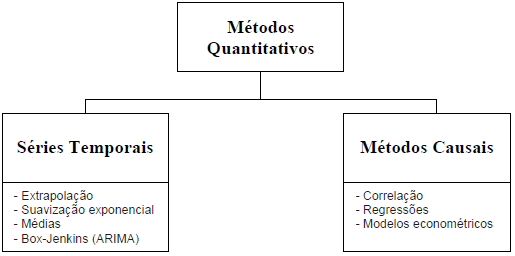 Métodos
Quantitativos
Séries Temporais
- Extrapolação
- Suavização exponencial
- Médias
- Box-Jenkins (ARIMA)
Métodos Causais
- Correlação
- Regressões
- Modelos econométricos